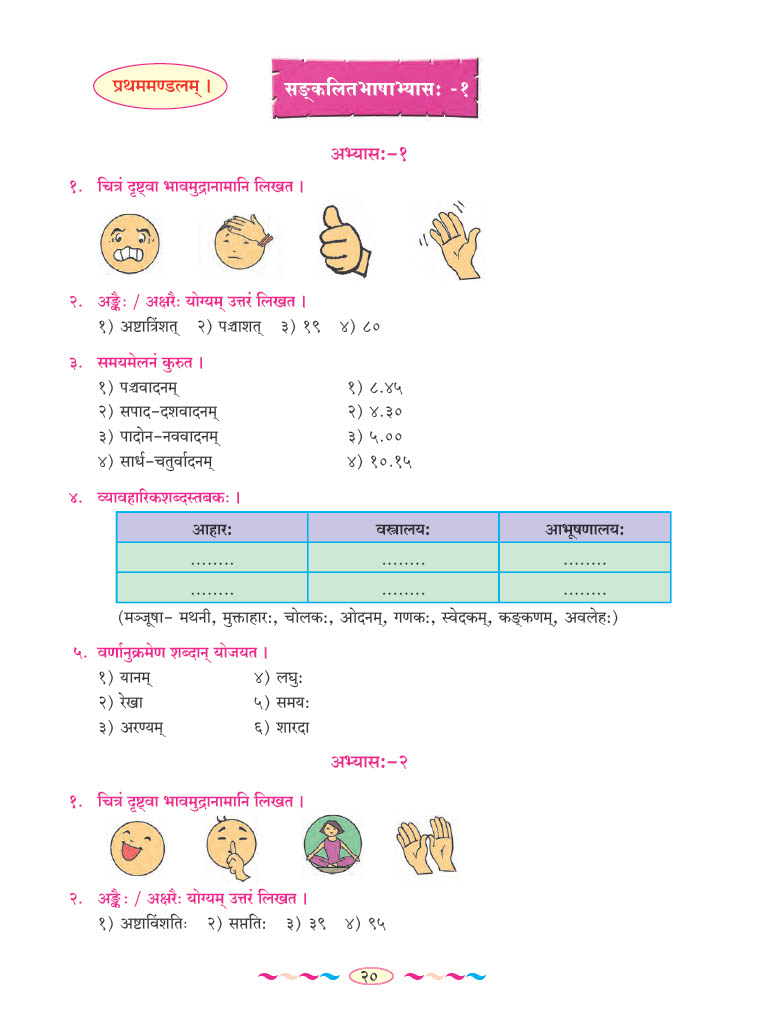 प्रथममण्डलम् ।
सङ्कलितभाषाभ्यासः -१
अभ्यासः-१
१. चित्रं दृष्ट्वा भावमुद्रानामानि लिखत ।
२. अङ्कैः / अक्षरैः योग्यम् उत्तरं लिखत ।
१) अष्टात्रिंशत् २) पञ्चाशत् ३) १९ ४) ८०
३. समयमेलनं कुरुत ।
१) पञ्चवादनम् १) ८.४५
२) सपाद-दशवादनम् २) ४.३०
३) पादोन-नववादनम् ३) ५.००
४) सार्ध-चतुर्वादनम् ४) १०.१५
४. व्यावहारिकशब्दस्तबकः ।
आहारः वस्त्रालयः आभूषणालयः
........ ........ ........
........ ........ ........
(मञ्जूषा- मथनी, मुक्ताहारः, चोलकः, ओदनम्, गणकः, स्वेदकम्, कङ्कणम्, अवलेहः)
५. वर्णानुक्रमेण शब्दान् योजयत ।
१) यानम् ४) लघुः
२) रेखा ५) समयः
३) अरण्यम् ६) शारदा
अभ्यासः-२
१. चित्रं दृष्ट्वा भावमुद्रानामानि लिखत ।
२. अङ्कैः / अक्षरैः योग्यम् उत्तरं लिखत ।
१) अष्टाविंशतिः २) सप्ततिः ३) ३९ ४) ९५
२०